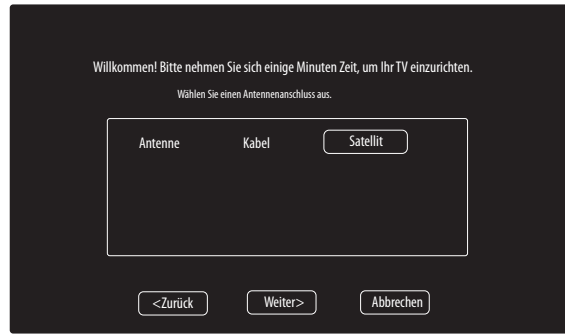 Willkommen! Bitte nehmen Sie sich einige Minuten Zeit, um Ihr TV einzurichten.
Wählen Sie einen Antennenanschluss aus.
Antenne Kabel Satellit
<Zurück Weiter> Abbrechen